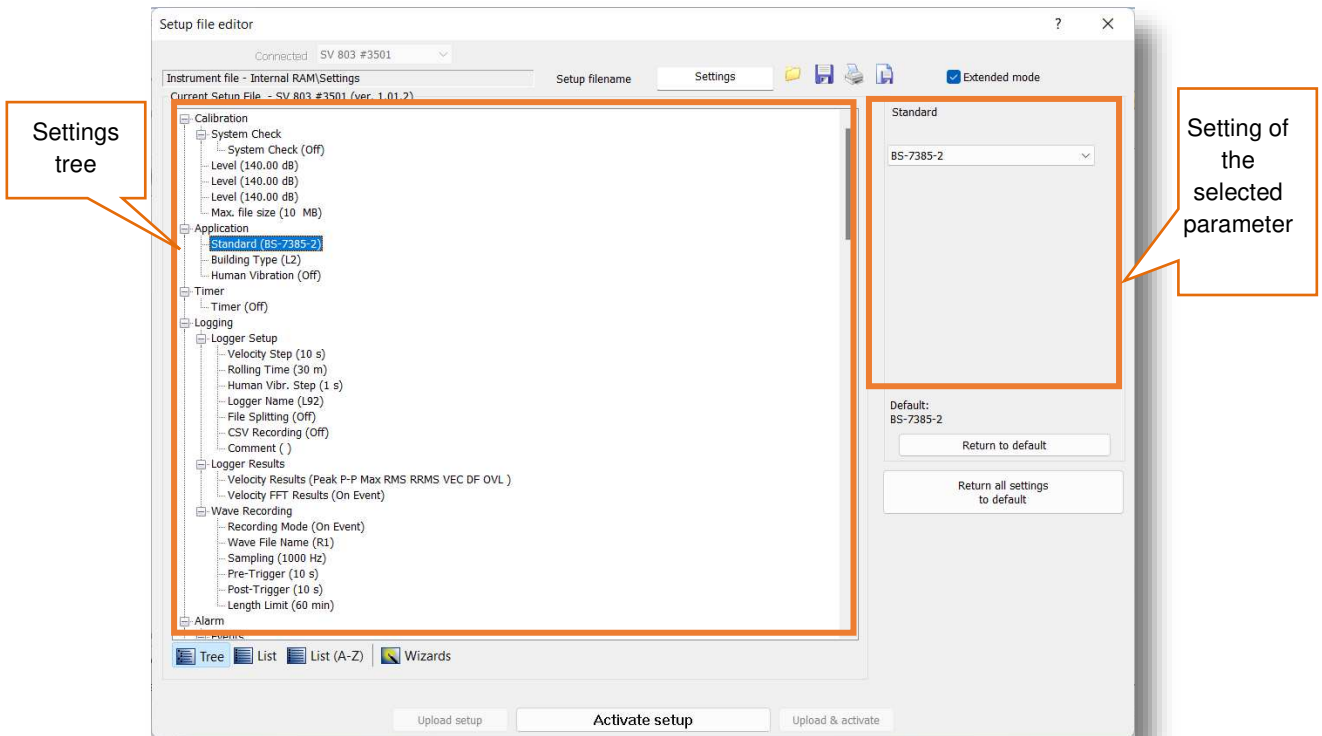 Setup file editor
? ×
Connected SV 803 #3501
Instrument file - Internal RAM\Settings
Setup filename
Settings
Extended mode
Current Setup File - SV 803 #3501 (ver. 1.01.2)
Settings
tree
Calibration
System Check
System Check (Off)
Level (140.00 dB)
Level (140.00 dB)
Level (140.00 dB)
Max. file size (10 MB)
Application
Standard (BS-7385-2)
Building Type (L2)
Human Vibration (Off)
Timer
Timer (Off)
Logging
Logger Setup
Velocity Step (10 s)
Rolling Time (30 m)
Human Vibr. Step (1 s)
Logger Name (L92)
File Splitting (Off)
CSV Recording (Off)
Comment ( )
Logger Results
Velocity Results (Peak P-P Max RMS RRMS VEC DF OVL )
Velocity FFT Results (On Event)
Wave Recording
Recording Mode (On Event)
Wave File Name (R1)
Sampling (1000 Hz)
Pre-Trigger (10 s)
Post-Trigger (10 s)
Length Limit (60 min)
Alarm
Events
Standard
BS-7385-2
Setting of
the
selected
parameter
Default:
BS-7385-2
Return to default
Return all settings
to default
Tree List List (A-Z) Wizards
Upload setup
Activate setup
Upload & activate